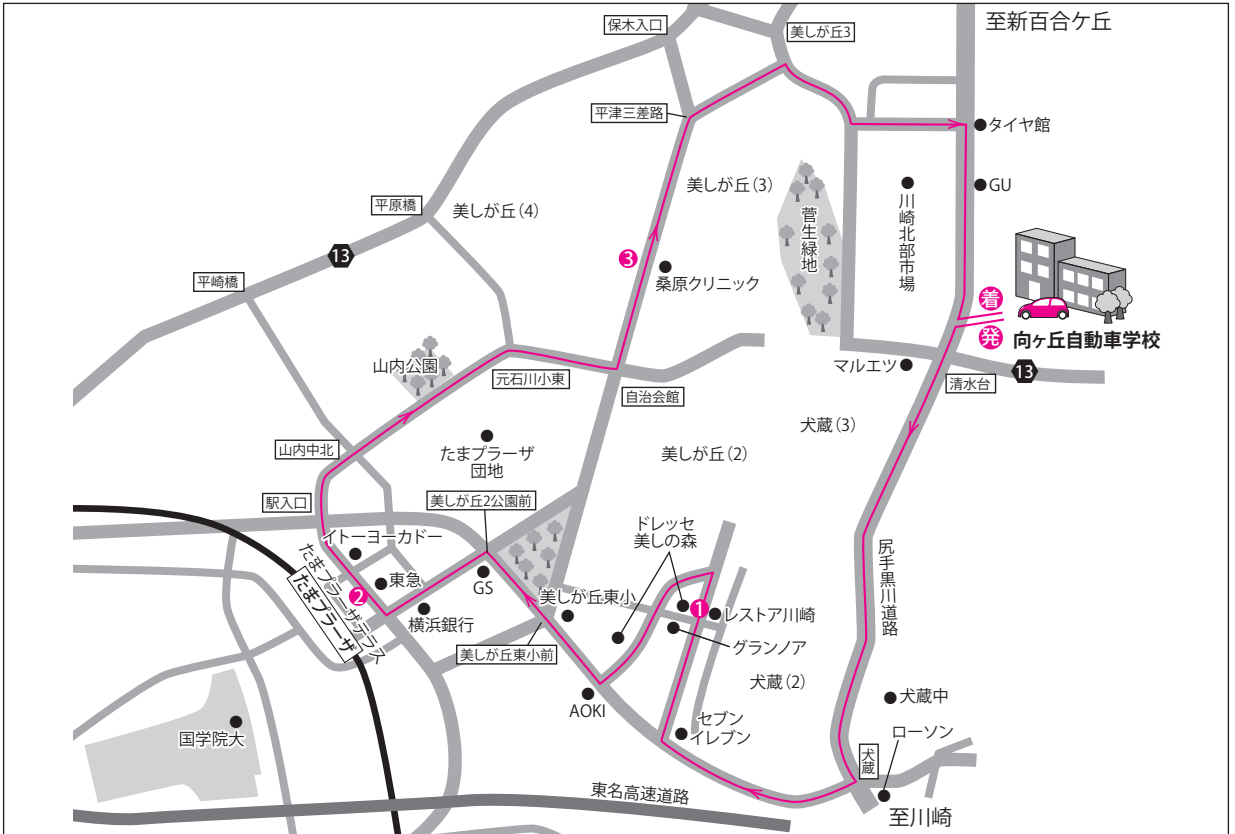 保木入口
美しが丘3
至新百合ケ丘
平津三差路
タイヤ館
美しが丘(3)
GU
川崎北部市場
菅生緑地
平原橋
美しが丘(4)
13
3
桑原クリニック
平崎橋
着
発
向ヶ丘自動車学校
山内公園
元石川小東
自治会館
マルエツ
清水台
13
犬蔵(3)
山内中北
たまプラーザ
団地
美しが丘(2)
駅入口
美しが丘2公園前
ドレッセ
美しの森
イトーヨーカドー
尻手黒川道路
たまプラーザテラス
たまプラーザ
2
東急
GS
横浜銀行
美しが丘東小
1
レストア川崎
グランノア
美しが丘東小前
犬蔵(2)
AOKI
犬蔵中
国学院大
セブン
イレブン
ローソン
犬蔵
東名高速道路
至川崎